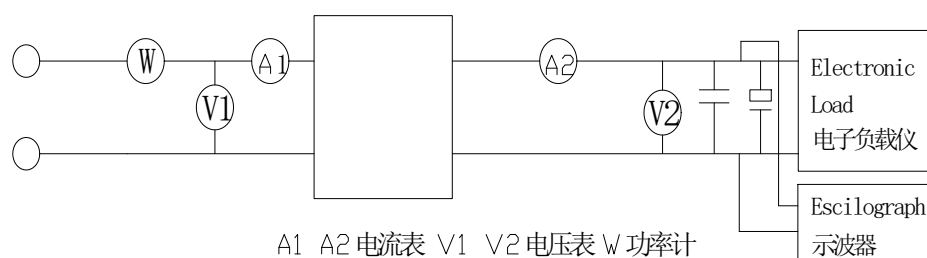 W
A1
V1
A2
V2
Electronic
Load
电子负载仪
Escilograph
示波器
A1 A2 电流表 V1 V2 电压表 W 功率计